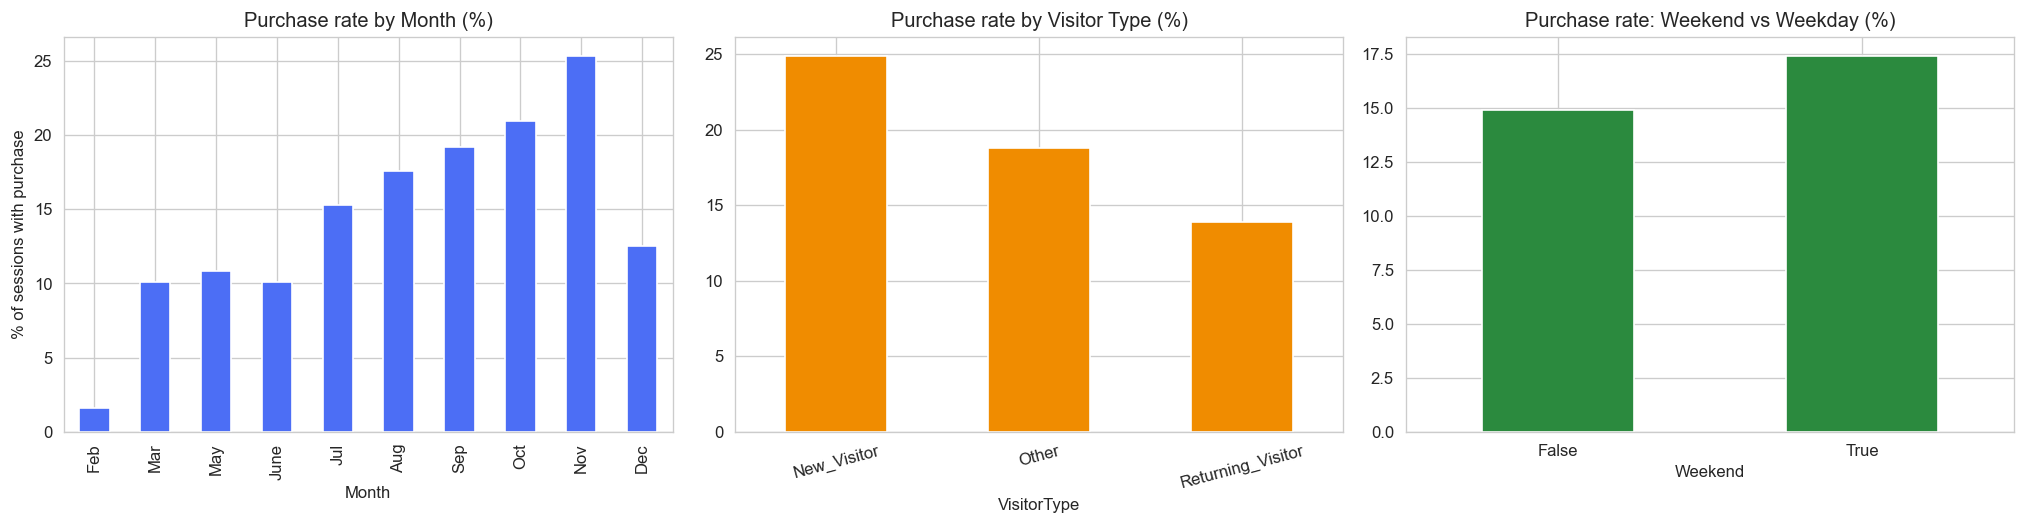 Purchase rate by Month (%)
% of sessions with purchase
25
20
15
10
5
0
Feb
Mar
May
June
Jul
Aug
Sep
Oct
Nov
Dec
Month
Purchase rate by Visitor Type (%)
25
20
15
10
5
0
New_Visitor
Other
Returning_Visitor
VisitorType
Purchase rate: Weekend vs Weekday (%)
17.5
15.0
12.5
10.0
7.5
5.0
2.5
0.0
False
True
Weekend